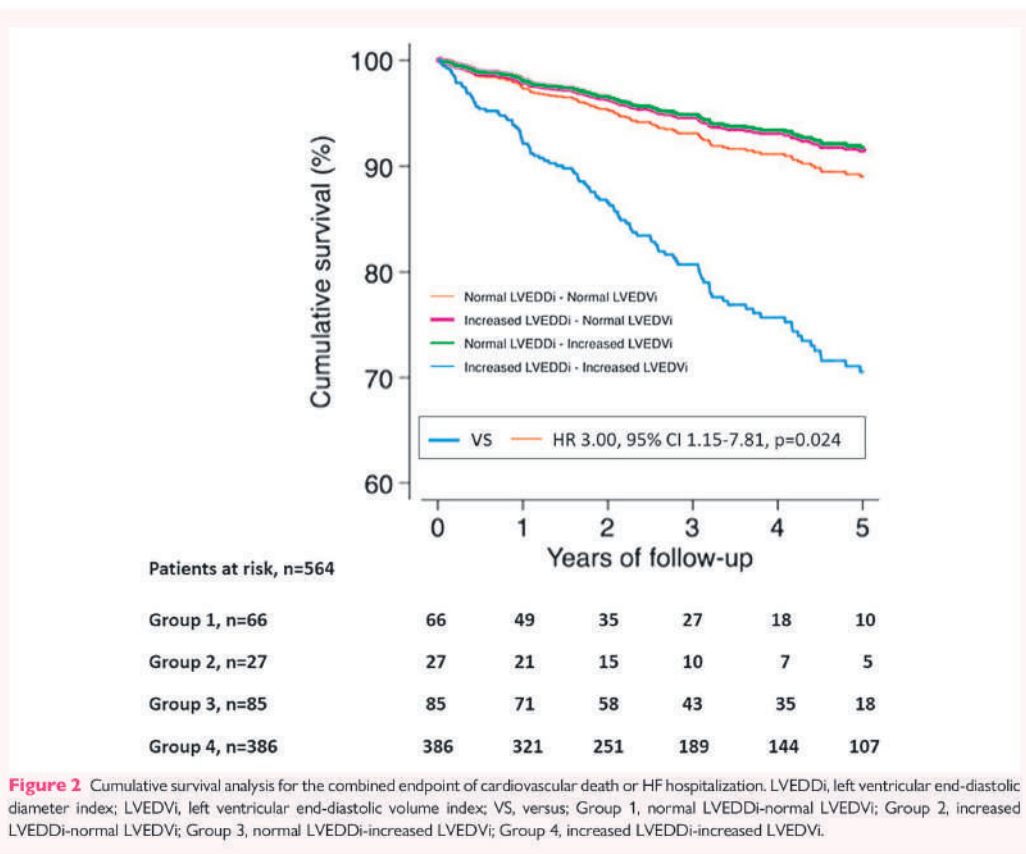 100
90
80
70
60
Cumulative survival (%)
Normal LVEDDi - Normal LVEDVi
Increased LVEDDi - Normal LVEDVi
Normal LVEDDi - Increased LVEDVi
Increased LVEDDi - Increased LVEDVi
VS HR 3.00, 95% CI 1.15-7.81, p=0.024
0 1 2 3 4 5
Years of follow-up
Patients at risk, n=564
Group 1, n=66 66 49 35 27 18 10
Group 2, n=27 27 21 15 10 7 5
Group 3, n=85 85 71 58 43 35 18
Group 4, n=386 386 321 251 189 144 107
Figure 2 Cumulative survival analysis for the combined endpoint of cardiovascular death or HF hospitalization. LVEDDi, left ventricular end-diastolic
diameter index; LVEDVi, left ventricular end-diastolic volume index; VS, versus; Group 1, normal LVEDDi-normal LVEDVi; Group 2, increased
LVEDDi-normal LVEDVi; Group 3, normal LVEDDi-increased LVEDVi; Group 4, increased LVEDDi-increased LVEDVi.